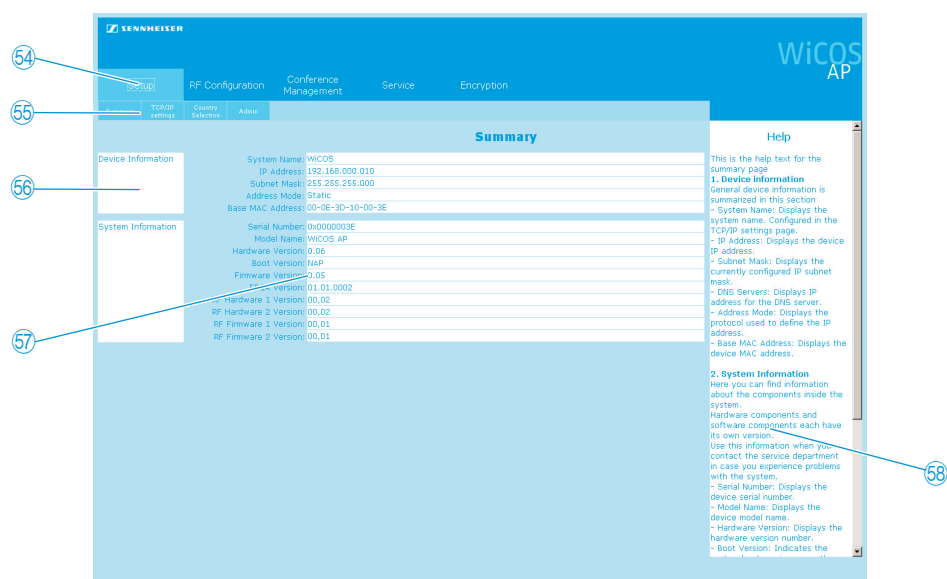 SENNHEISER
WiCOS
AP
54
Setup
RF Configuration
Conference
Management
Service
Encryption
55
Summary
TCP/IP
settings
Country
Selection
Admin
Summary
Help
56
Device Information
System Name: WiCOS
IP Address: 192.168.000.010
Subnet Mask: 255.255.255.000
Address Mode: Static
Base MAC Address: 00-0E-3D-10-00-3E
System Information
Serial Number: 0x0000003E
Model Name: WiCOS AP
Hardware Version: 0.06
Boot Version: NAP
Firmware Version: 0.05
FPGA Version: 01.01.0002
RF Hardware 1 Version: 00,02
RF Hardware 2 Version: 00,02
RF Firmware 1 Version: 00,01
RF Firmware 2 Version: 00,01
57
This is the help text for the
summary page
1. Device information
General device information is
summarized in this section
- System Name: Displays the
system name. Configured in the
TCP/IP settings page.
- IP Address: Displays the device
IP address.
- Subnet Mask: Displays the
currently configured IP subnet
mask.
- DNS Servers: Displays IP
address for the DNS server.
- Address Mode: Displays the
protocol used to define the IP
address.
- Base MAC Address: Displays the
device MAC address.
2. System Information
Here you can find information
about the components inside the
system.
Hardware components and
software components each have
its own version.
Use this information when you
contact the service department
in case you experience problems
with the system.
- Serial Number: Displays the
device serial number.
- Model Name: Displays the
device model name.
- Hardware Version: Displays the
hardware version number.
- Boot Version: Indicates the
58